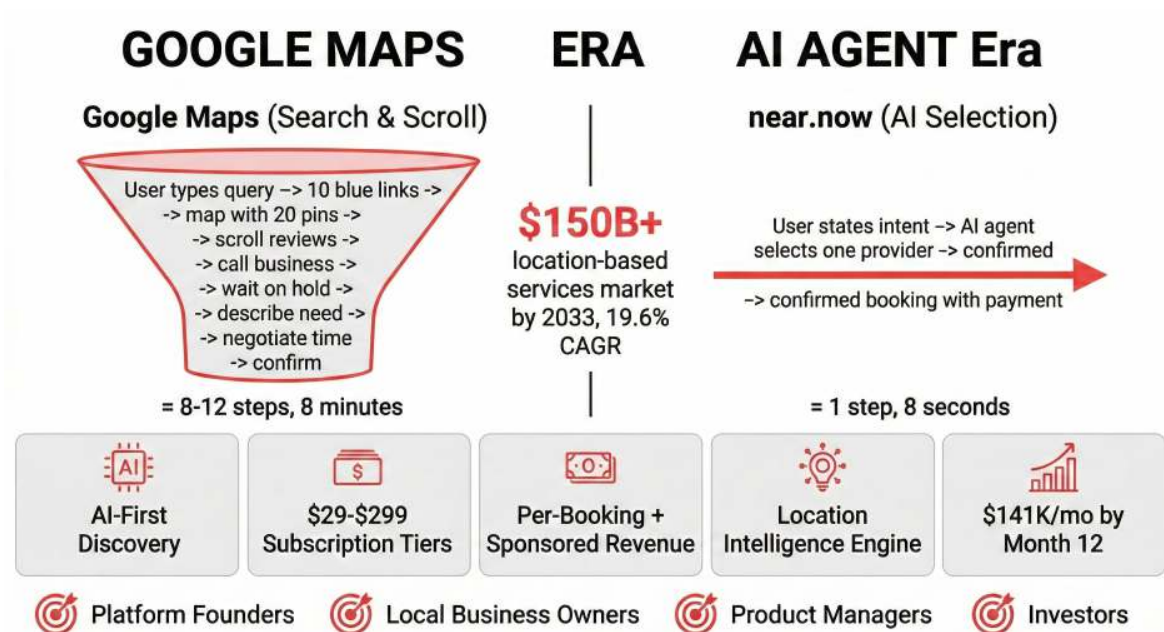 GOOGLE MAPS ERA AI AGENT Era
Google Maps (Search & Scroll)
User types query –> 10 blue links ->
-> map with 20 pins ->
-> scroll reviews ->
-> call business ->
-> wait on hold ->
-> describe need ->
-> negotiate time
-> confirm
= 8-12 steps, 8 minutes
$150B+
location-based
services market
by 2033, 19.6%
CAGR
near.now (AI Selection)
User states intent –> AI agent
selects one provider –> confirmed
–> confirmed booking with payment
= 1 step, 8 seconds
AI
AI-First
Discovery
$
$29-$299
Subscription Tiers
Per-Booking +
Sponsored Revenue
Location
Intelligence Engine
$141K/mo by
Month 12
Platform Founders
Local Business Owners
Product Managers
Investors